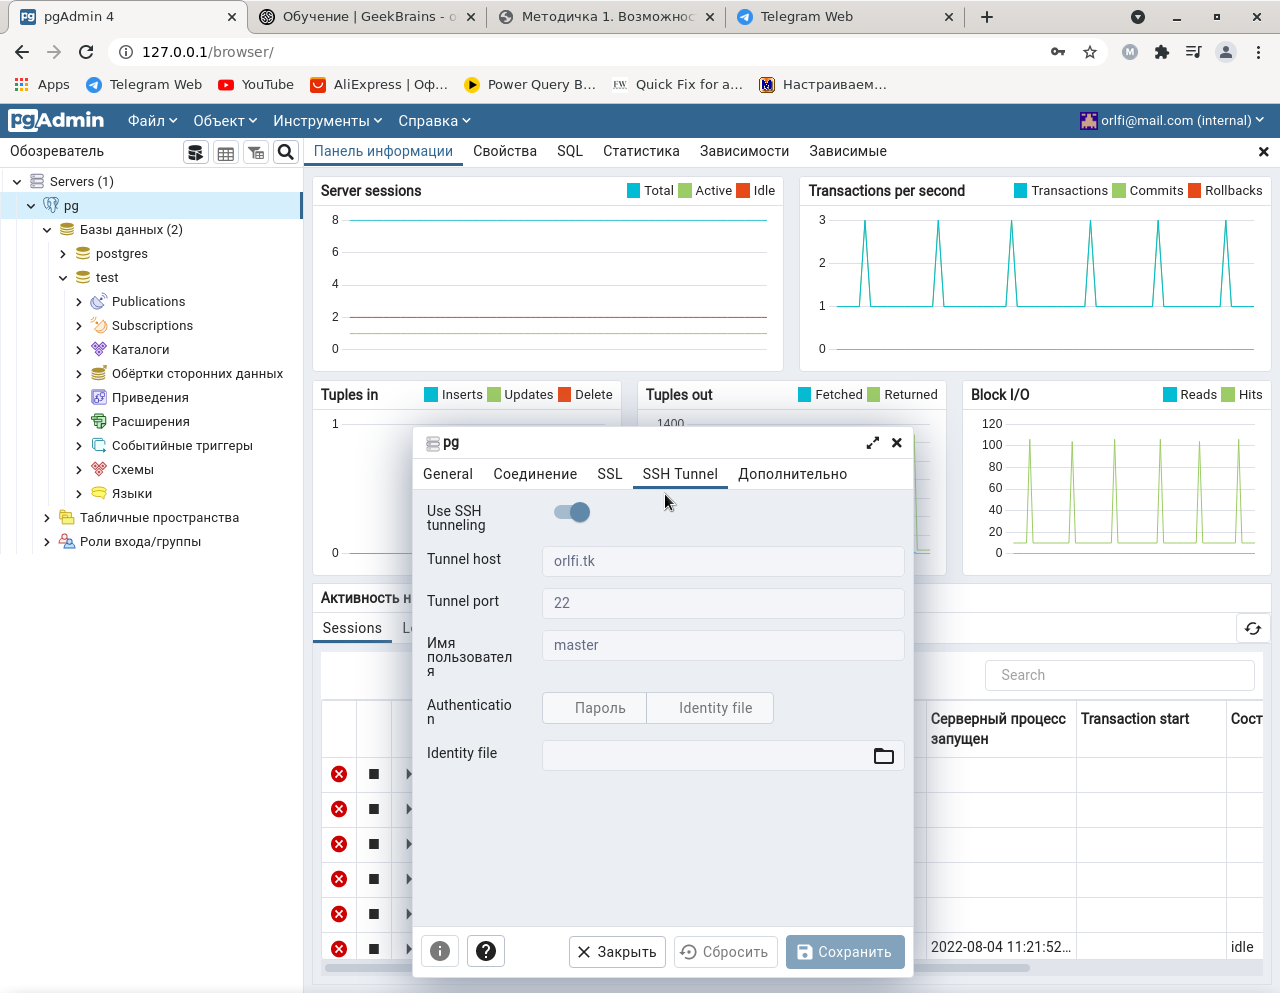 pgAdmin 4
Обучение | GeekBrains - о
Методичка 1. Возможнос
Telegram Web
127.0.0.1/browser/
Apps
Telegram Web
YouTube
AliExpress | Оф…
Power Query B…
Quick Fix for a…
Настраиваем…
pgAdmin
Файл
Объект
Инструменты
Справка
orlfi@mail.com (internal)
Обозреватель
Панель информации
Свойства
SQL
Статистика
Зависимости
Зависимые
Servers (1)
pg
Базы данных (2)
postgres
test
Publications
Subscriptions
Каталоги
Обёртки сторонних данных
Приведения
Расширения
Событийные триггеры
Схемы
Языки
Табличные пространства
Роли входа/группы
Server sessions
Total Active Idle
8
6
4
2
0
Transactions per second
Transactions Commits Rollbacks
3
2
1
0
Tuples in
Inserts Updates Delete
1
0
Tuples out
Fetched Returned
1400
Block I/O
Reads Hits
120
100
80
60
40
20
0
Активность н
Sessions
Search
Серверный процесс
запущен
Transaction start
Сост
2022-08-04 11:21:52…
idle
pg
General
Соединение
SSL
SSH Tunnel
Дополнительно
Use SSH
tunneling
Tunnel host
orlfi.tk
Tunnel port
22
Имя
пользовател
я
master
Authenticatio
n
Пароль
Identity file
Identity file
Закрыть
Сбросить
Сохранить